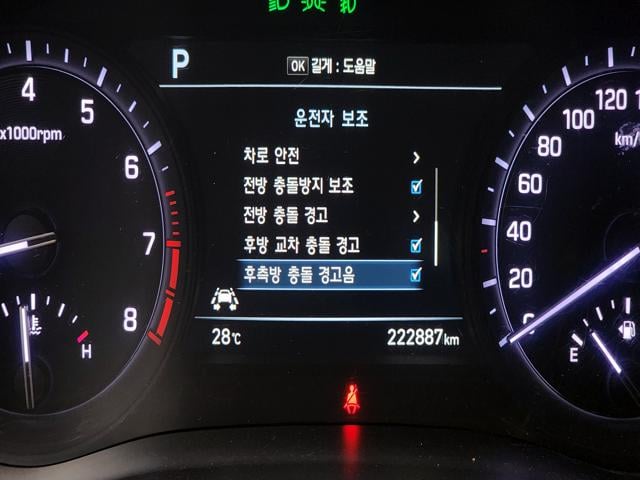 P
OK 길게 : 도움말
운전자 보조
차로 안전
전방 충돌방지 보조
전방 충돌 경고
후방 교차 충돌 경고
후측방 충돌 경고음
28℃
222887km
x1000rpm
4
5
6
7
8
H
120
100
80
60
40
20
0
km/
E